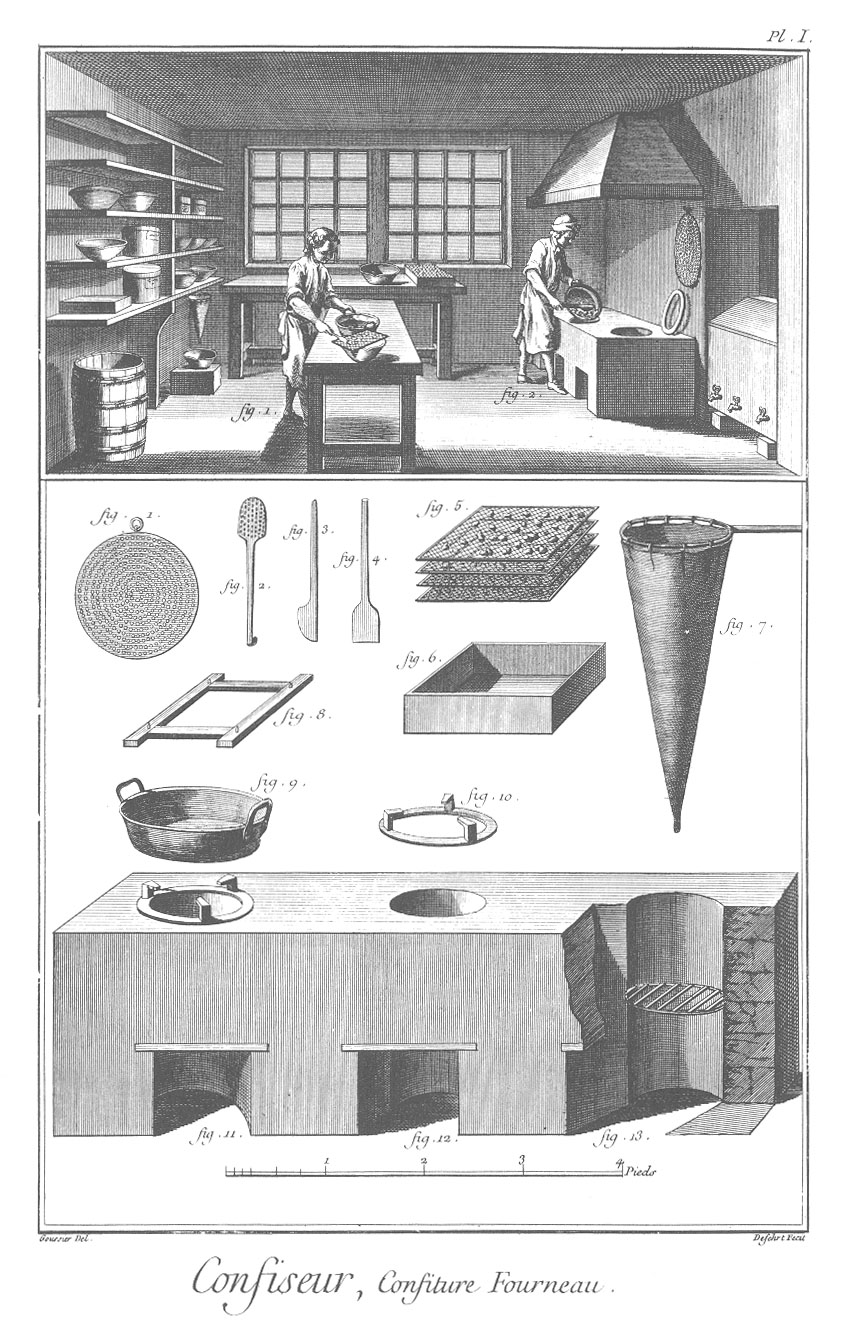 Pl. I.
fig. 1.
fig. 2.
fig. 1.
fig. 2.
fig. 3.
fig. 4.
fig. 5.
fig. 6.
fig. 7.
fig. 8.
fig. 9.
fig. 10.
fig. 11.
fig. 12.
fig. 13.
1 2 3 4 Pieds
Goussier Del.
Defehrt Fecit
Confiseur, Confiture Fourneau.